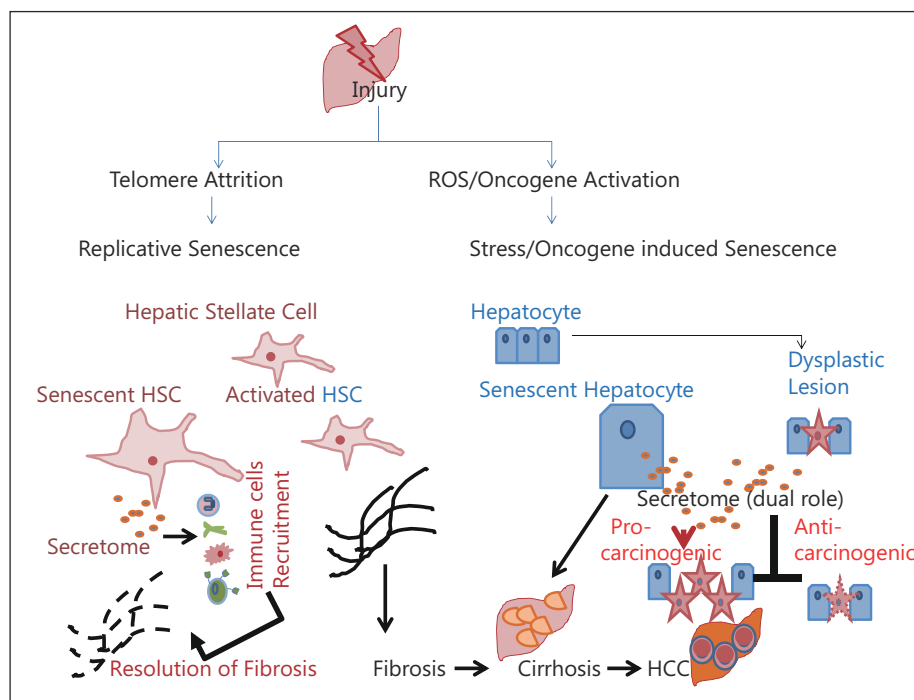 Injury
Telomere Attrition
ROS/Oncogene Activation
Replicative Senescence
Stress/Oncogene induced Senescence
Hepatic Stellate Cell
Hepatocyte
Dysplastic
Lesion
Senescent HSC
Activated HSC
Senescent Hepatocyte
Secretome
Immune cells
Recruitment
Secretome (dual role)
Pro-
carcinogenic
Anti-
carcinogenic
Resolution of Fibrosis
Fibrosis
Cirrhosis
HCC